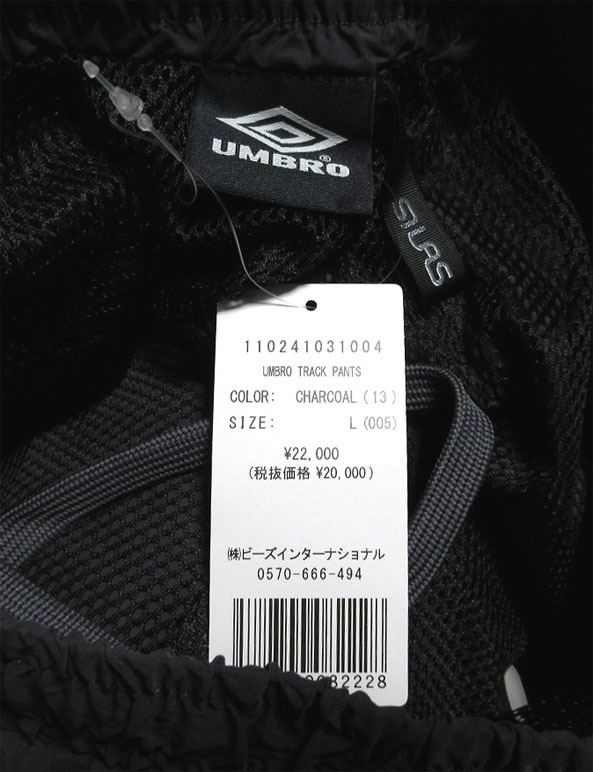 UMBRO®
SILAS
110241031004
UMBRO TRACK PANTS
COLOR: CHARCOAL(13)
SIZE: L(005)
¥22,000
(税抜価格 ¥20,000)
㈱ビーズインターナショナル
0570-666-494
82228